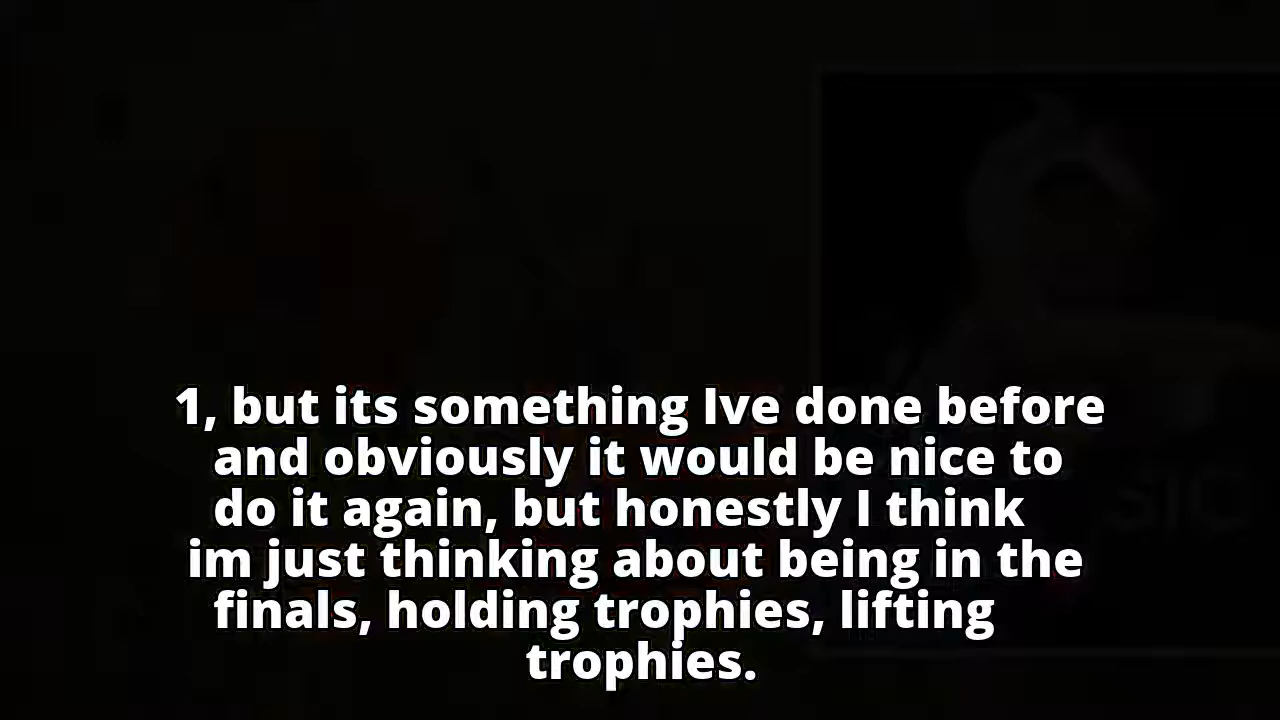 1, but its something Ive done before
and obviously it would be nice to
do it again, but honestly I think
im just thinking about being in the
finals, holding trophies, lifting
trophies.